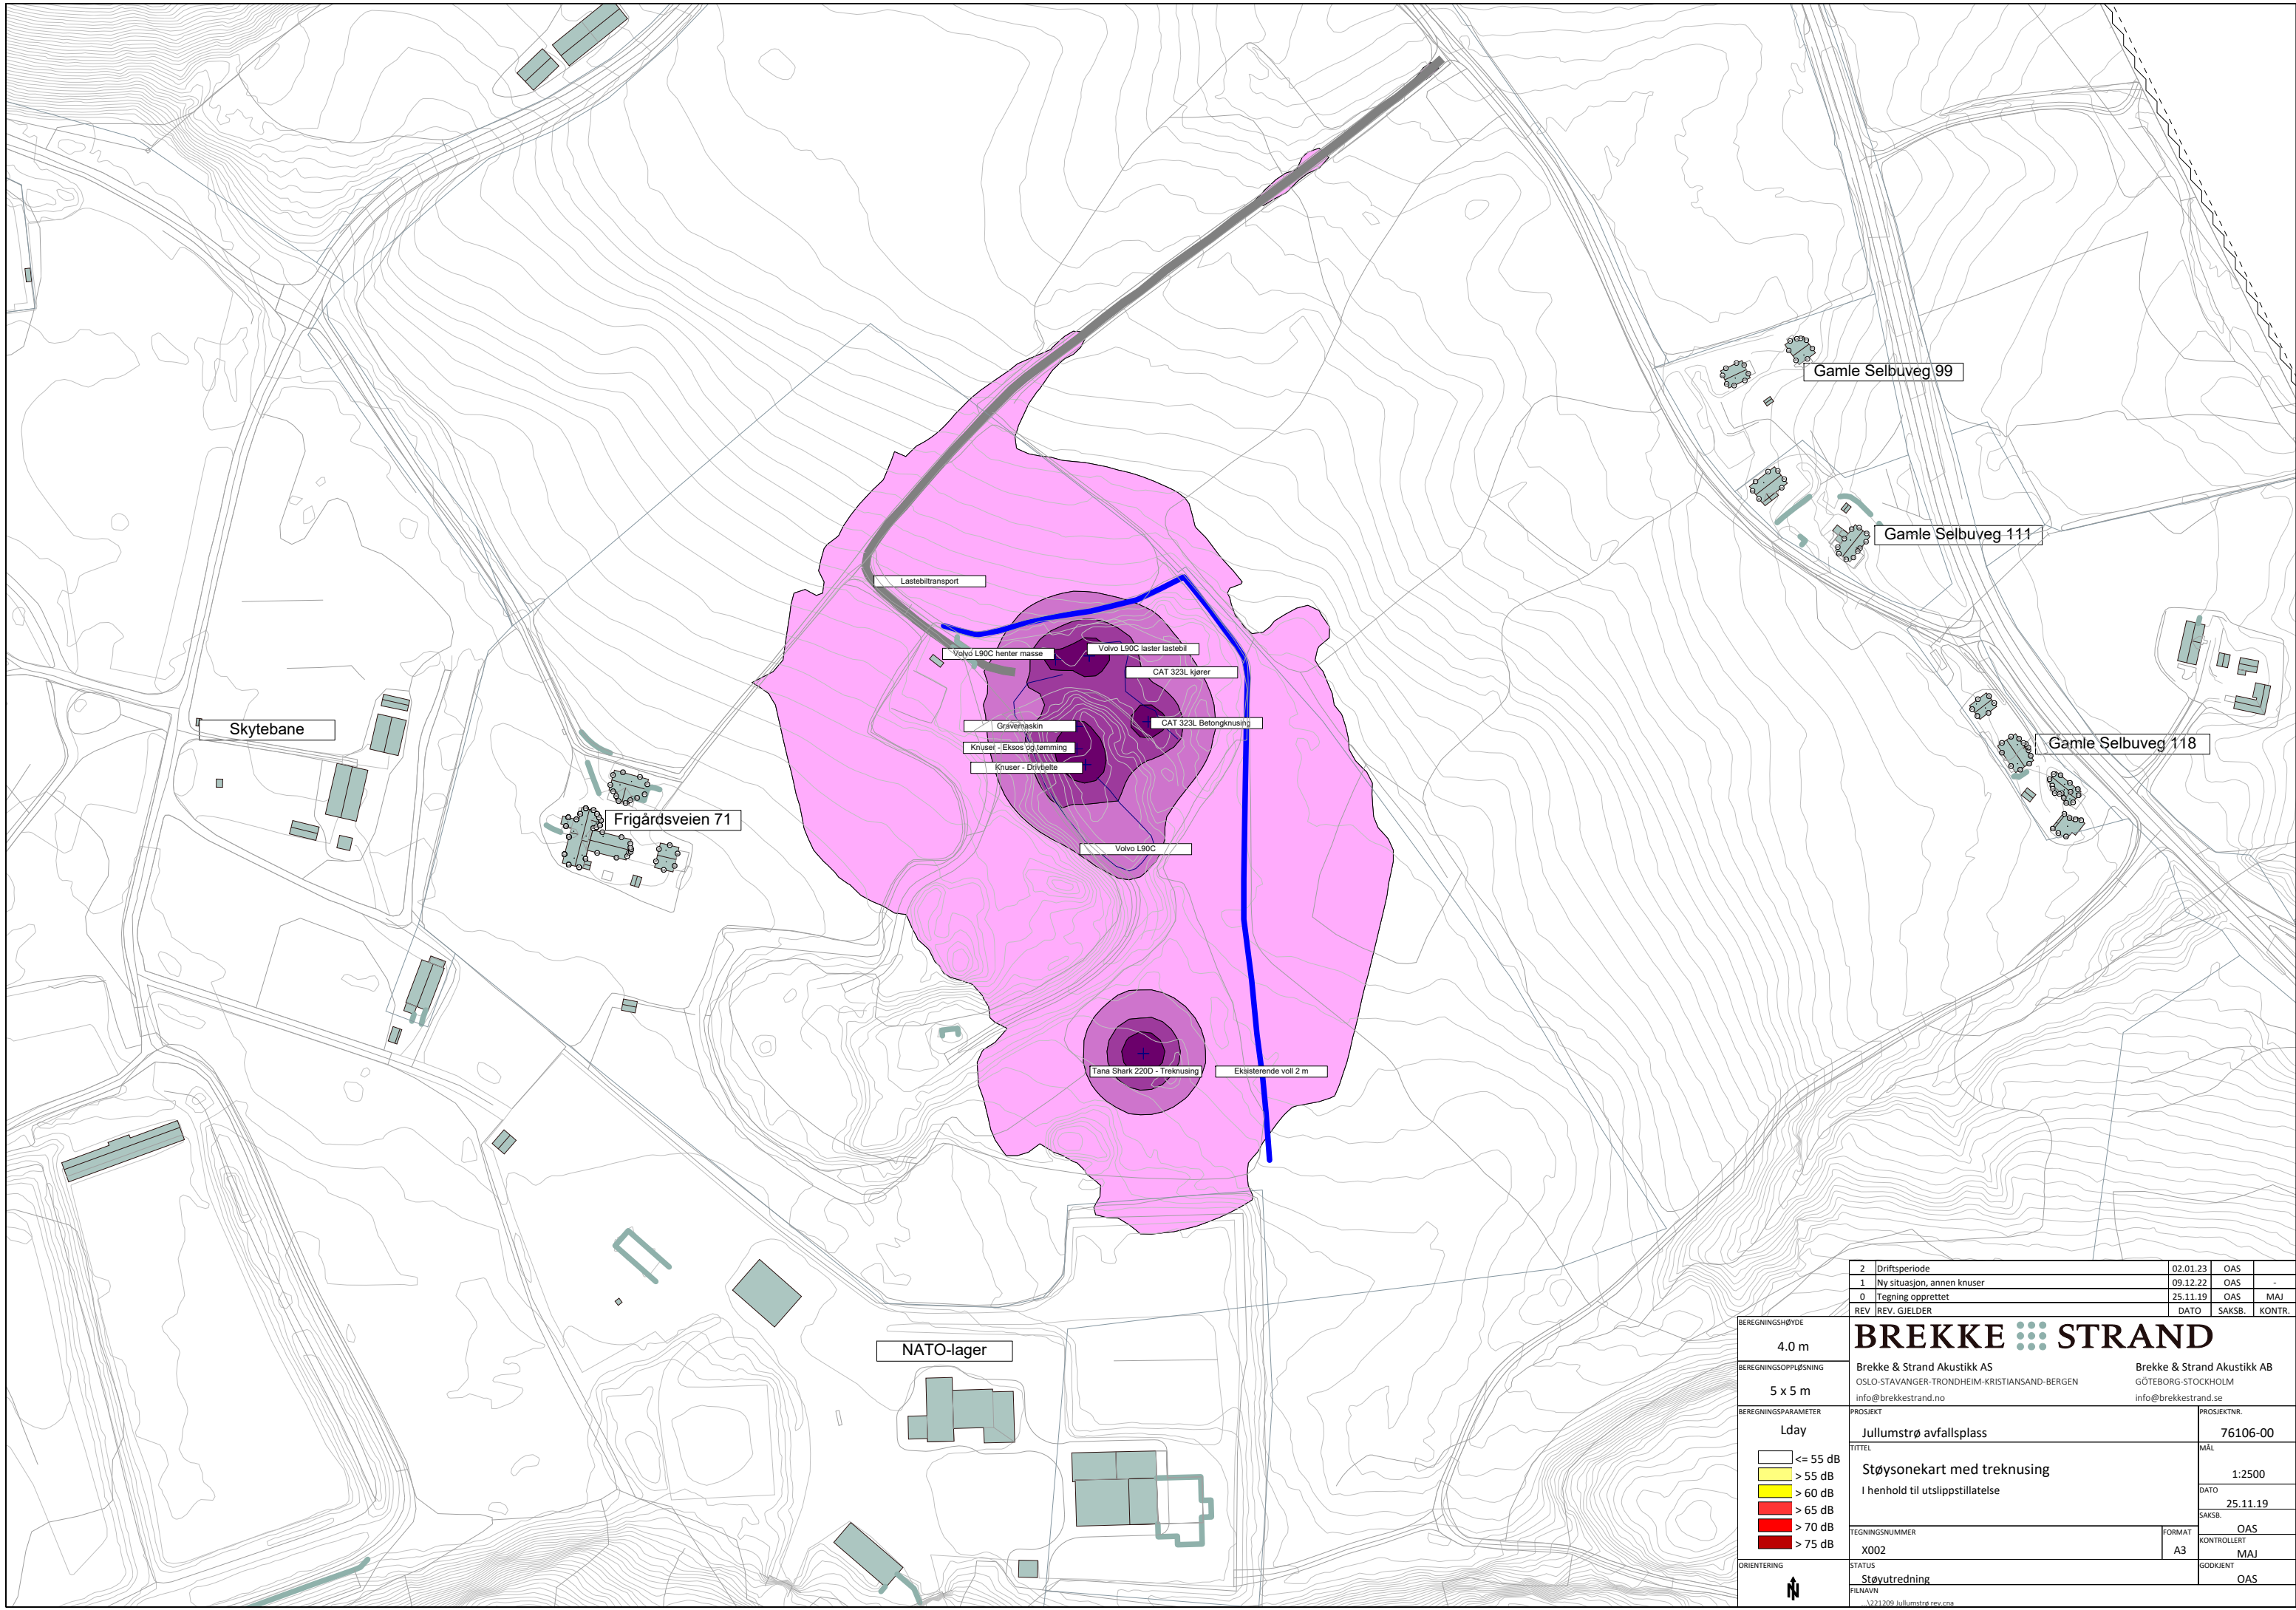 Gamle Selbuveg 99
Gamle Selbuveg 111
Lastebiltransport
Volvo L90C henter masse
Volvo L90C laster lastebil
CAT 323L kjører
Skytebane
Gravemaskin
CAT 323L Betongknusing
Knuser - Eksos og tømming
Knuser - Drivbelte
Gamle Selbuveg 118
Frigårdsveien 71
Volvo L90C
Tana Shark 220D - Treknusing
Eksisterende voll 2 m
NATO-lager
2 Driftsperiode 02.01.23 OAS
1 Ny situasjon, annen knuser 09.12.22 OAS -
0 Tegning opprettet 25.11.19 OAS MAJ
REV REV. GJELDER DATO SAKSB. KONTR.
BEREGNINGSHØYDE
4.0 m
BEREGNINGSOPPLØSNING
5 x 5 m
BEREGNINGSPARAMETER
Lday
<= 55 dB
> 55 dB
> 60 dB
> 65 dB
> 70 dB
> 75 dB
ORIENTERING
N
BREKKE STRAND
Brekke & Strand Akustikk AS
OSLO-STAVANGER-TRONDHEIM-KRISTIANSAND-BERGEN
info@brekkestrand.no
Brekke & Strand Akustikk AB
GÖTEBORG-STOCKHOLM
info@brekkestrand.se
PROSJEKT
Jullumstrø avfallsplass
PROSJEKTNR.
76106-00
TITTEL
Støysonekart med treknusing
I henhold til utslippstillatelse
MÅL
1:2500
DATO
25.11.19
SAKSB.
OAS
TEGNINGSNUMMER
X002
FORMAT
A3
KONTROLLERT
MAJ
STATUS
Støyutredning
GODKJENT
OAS
FILNAVN
...\221209 Jullumstrø rev.cna